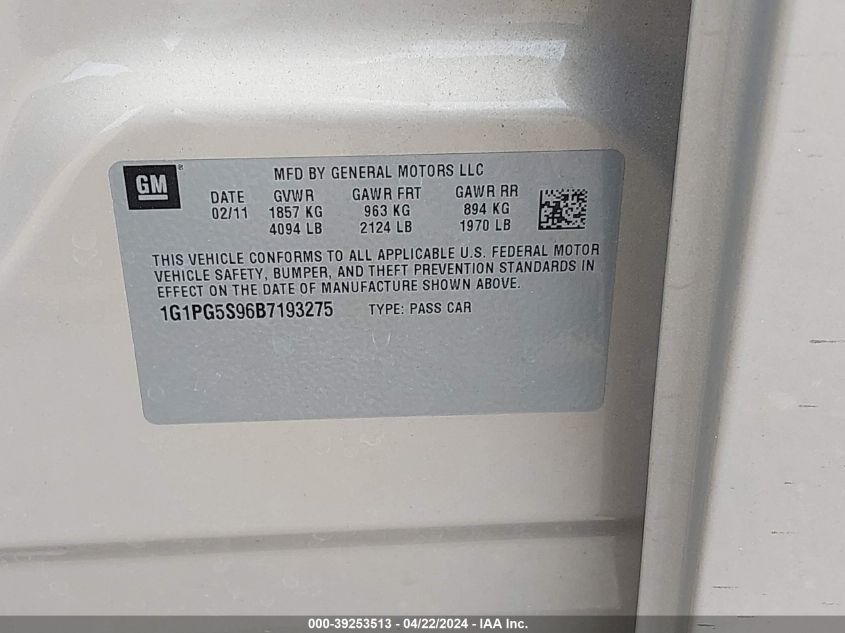 GM®
MFD BY GENERAL MOTORS LLC
DATE GVWR GAWR FRT GAWR RR
02/11 1857 KG 963 KG 894 KG
4094 LB 2124 LB 1970 LB
THIS VEHICLE CONFORMS TO ALL APPLICABLE U.S. FEDERAL MOTOR
VEHICLE SAFETY, BUMPER, AND THEFT PREVENTION STANDARDS IN
EFFECT ON THE DATE OF MANUFACTURE SHOWN ABOVE.
1G1PG5S96B7193275 TYPE: PASS CAR
000-39253513 - 04/22/2024 - IAA Inc.